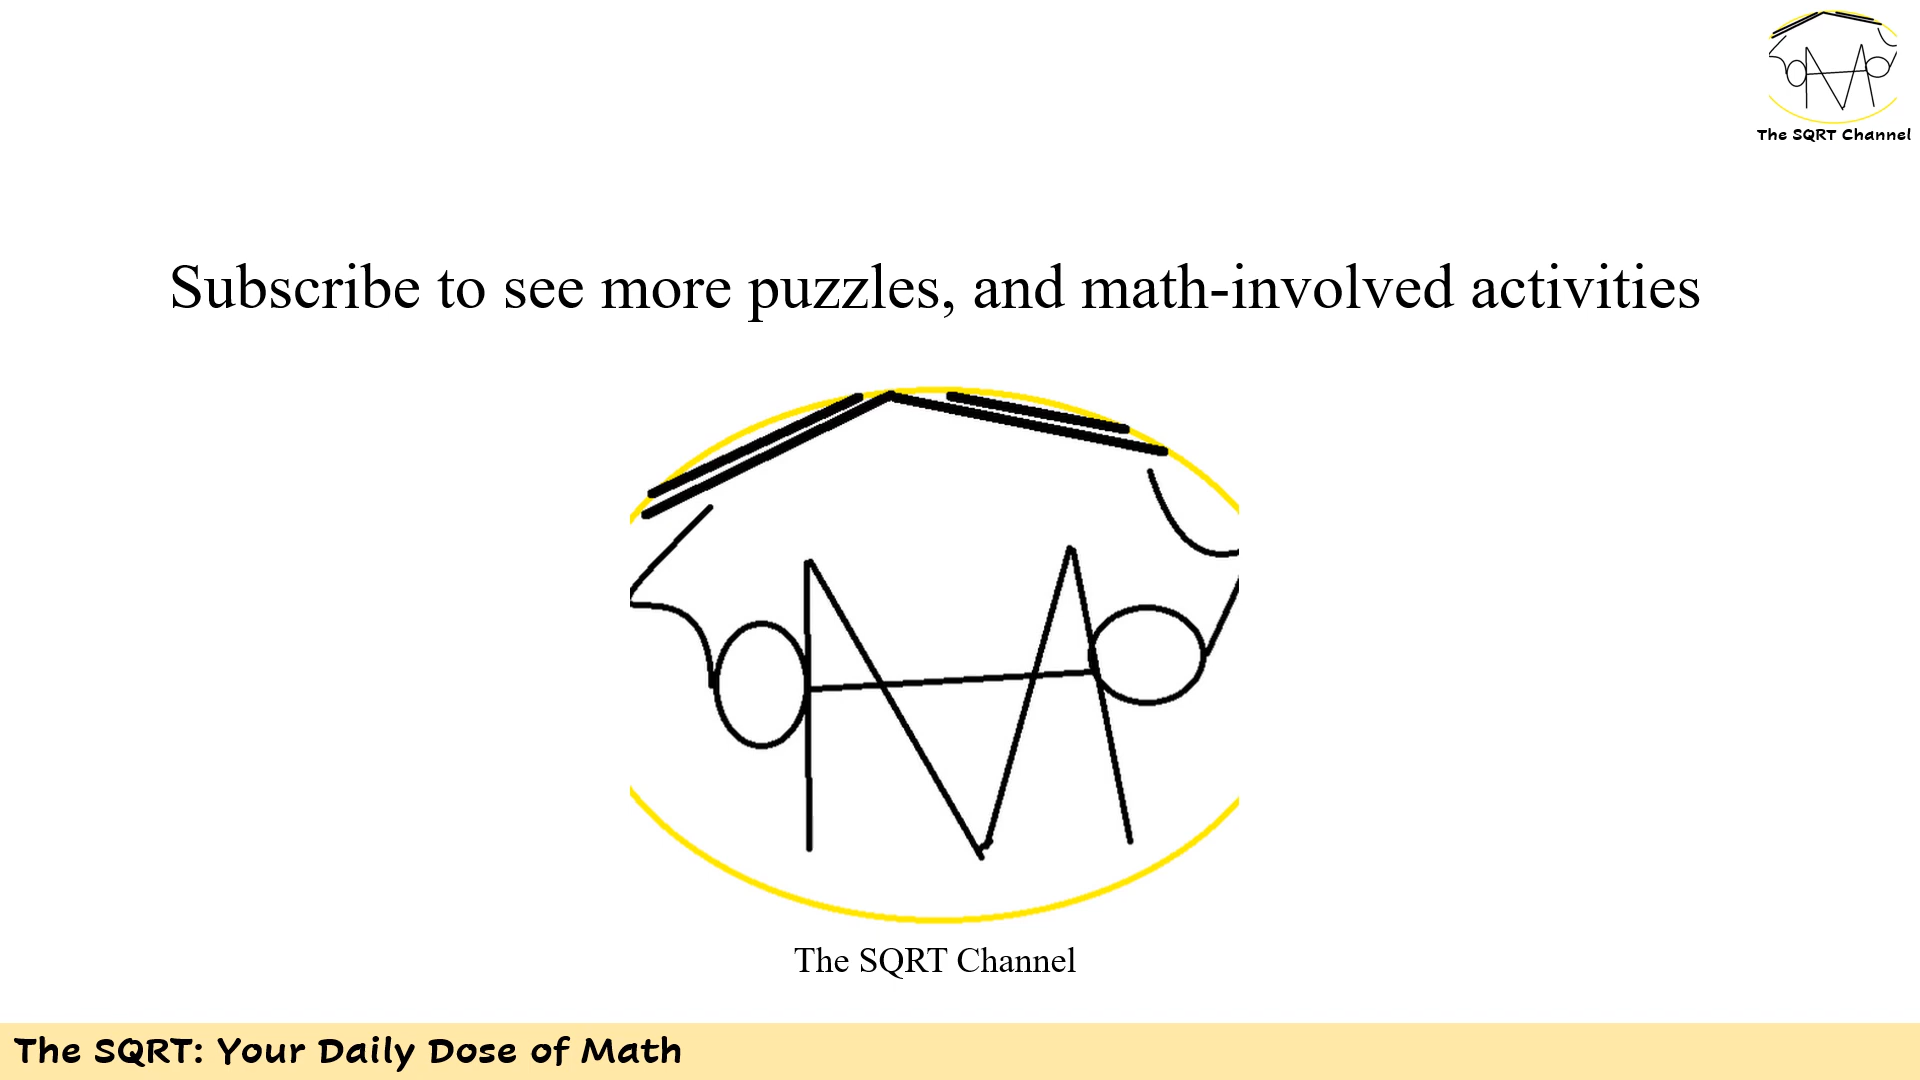 The SQRT Channel
Subscribe to see more puzzles, and math-involved activities
The SQRT Channel
The SQRT: Your Daily Dose of Math